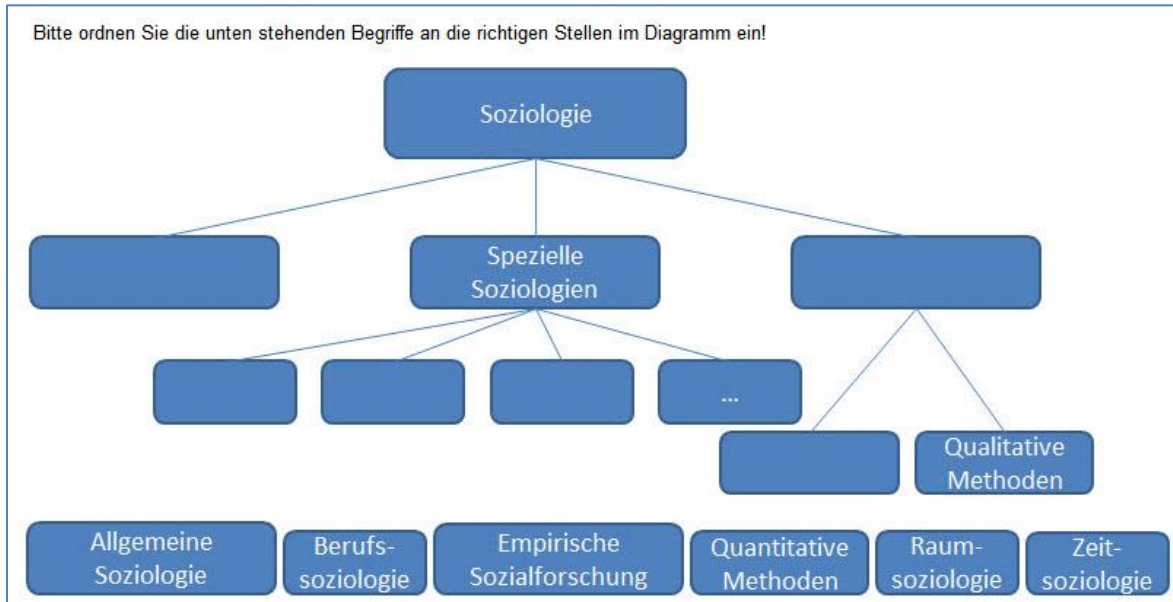 Bitte ordnen Sie die unten stehenden Begriffe an die richtigen Stellen im Diagramm ein!
Soziologie
Spezielle
Soziologien
...
Qualitative
Methoden
Allgemeine
Soziologie
Berufs-
soziologie
Empirische
Sozialforschung
Quantitative
Methoden
Raum-
soziologie
Zeit-
soziologie